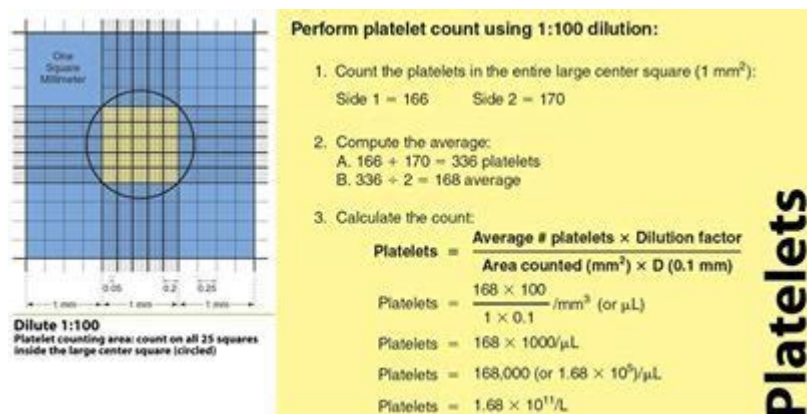 One
Square
Millimeter
0.05
0.2
0.25
1 mm
1 mm
1 mm
Dilute 1:100
Platelet counting area: count on all 25 squares
inside the large center square (circled)
Perform platelet count using 1:100 dilution:
1. Count the platelets in the entire large center square (1 mm²):
Side 1 = 166 Side 2 = 170
2. Compute the average:
A. 166 + 170 = 336 platelets
B. 336 ÷ 2 = 168 average
3. Calculate the count:
Platelets = Average # platelets × Dilution factor
Area counted (mm²) × D (0.1 mm)
Platelets = 168 × 100 /mm³ (or µL)
1 × 0.1
Platelets = 168 × 1000/µL
Platelets = 168,000 (or 1.68 × 10⁵)/µL
Platelets = 1.68 × 10¹¹/L
Platelets